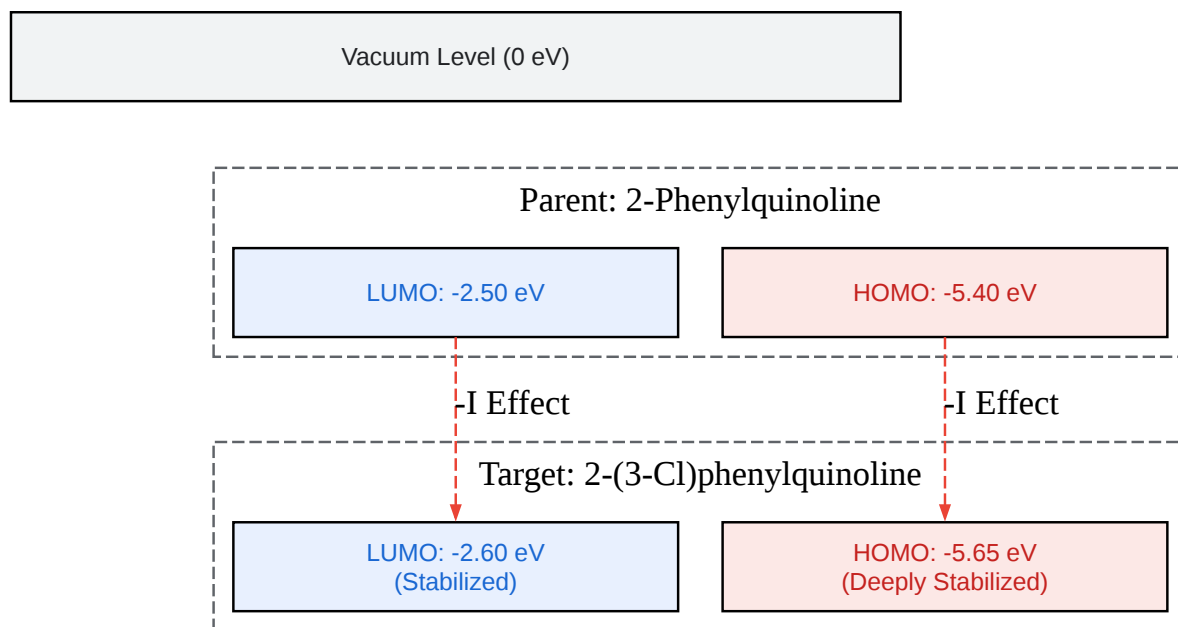 Vacuum Level (0 eV)
Parent: 2-Phenylquinoline
LUMO: -2.50 eV
HOMO: -5.40 eV
-I Effect
-I Effect
Target: 2-(3-Cl)phenylquinoline
LUMO: -2.60 eV
(Stabilized)
HOMO: -5.65 eV
(Deeply Stabilized)